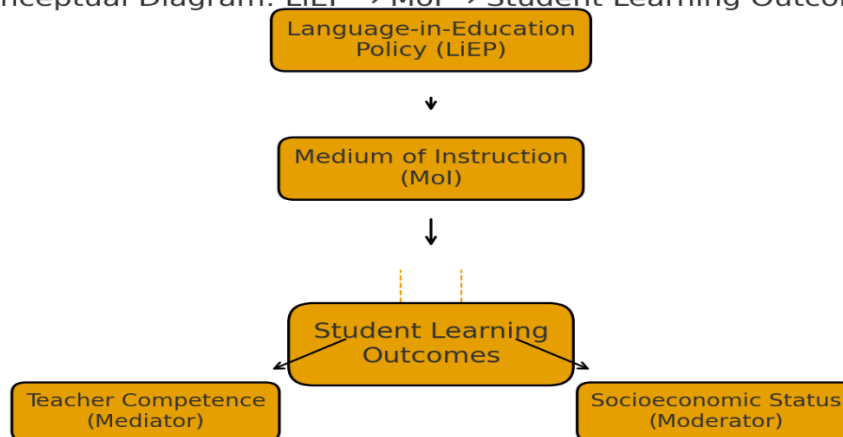 nceptual Diagram: LiEP → MoI → Student Learning Outco
Language-in-Education
Policy (LiEP)
Medium of Instruction
(MoI)
Student Learning
Outcomes
Teacher Competence
(Mediator)
Socioeconomic Status
(Moderator)